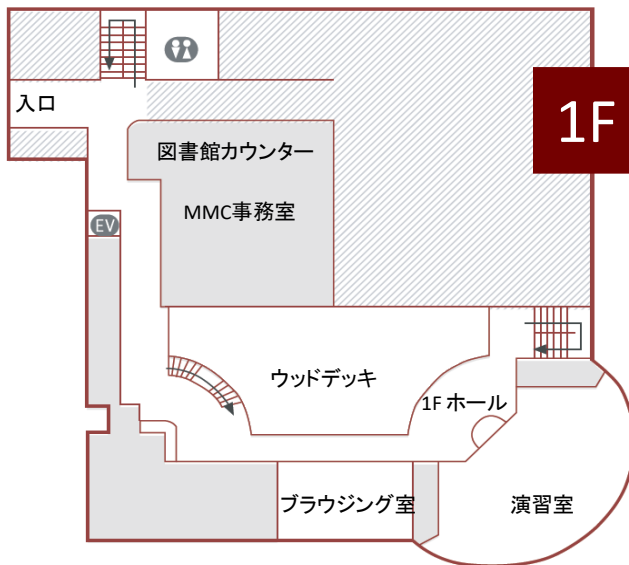 入口
図書館カウンター
MMC事務室
1F
EV
ウッドデッキ
1F ホール
ブラウジング室
演習室